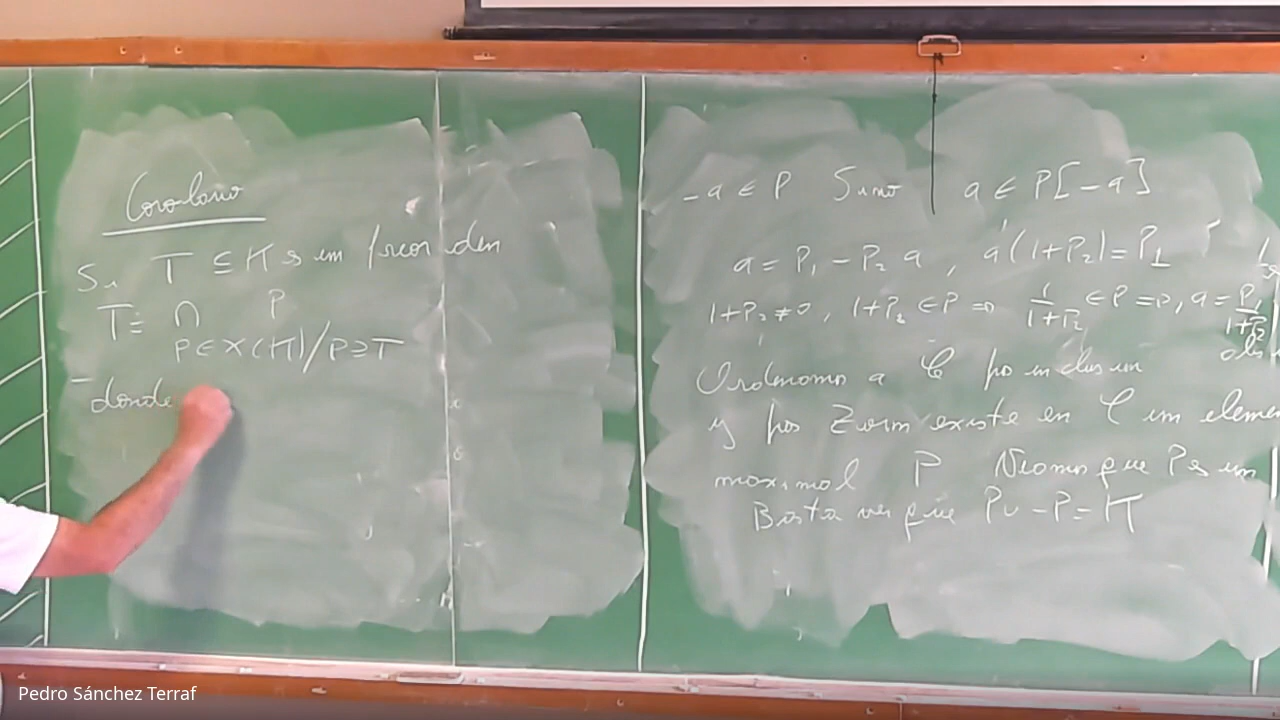 Corolario
Si T ⊆ K es un preorden
T = ∩ P
P ∈ X(K) / P ⊇ T
donde
-a ∈ P Sino a ∈ P[-a]
a = P₁ - P₂ a , a(1+P₂) = P₁
1+P₂ ≠ 0 , 1+P₂ ∈ P ⇒ 1/(1+P₂) ∈ P ⇒ , a = P₁/(1+P₂)
Ordenamos a C por inclusion
y por Zorn existe en C un elemen
maximal P Veamos que P es un
Basta ver que P ∪ -P = K
Pedro Sánchez Terraf